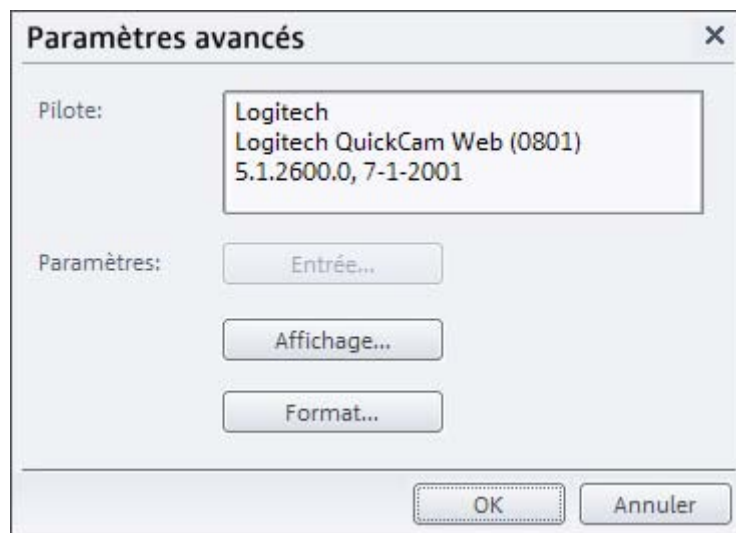 Paramètres avancés
Pilote:
Logitech
Logitech QuickCam Web (0801)
5.1.2600.0, 7-1-2001
Paramètres:
Entrée...
Affichage...
Format...
OK
Annuler